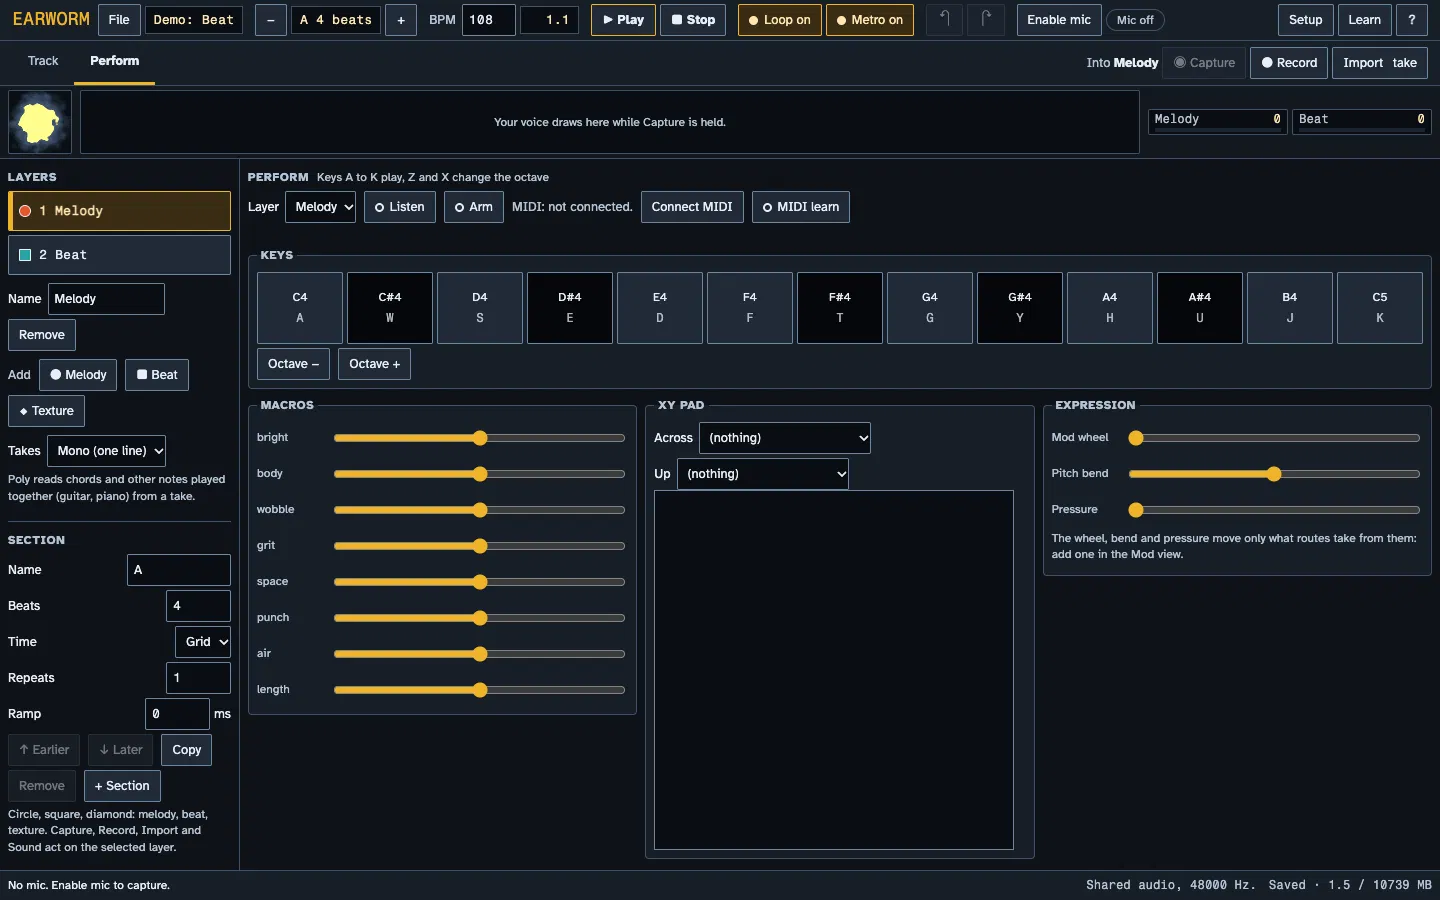 EARWORM File Demo: Beat − A 4 beats + BPM 108 1.1 Play Stop Loop on Metro on Enable mic Mic off Setup Learn ?
Track Perform Into Melody Capture Record Import take
Your voice draws here while Capture is held.
Melody 0 Beat 0
LAYERS
1 Melody
2 Beat
Name Melody
Remove
Add Melody Beat
Texture
Takes Mono (one line)
Poly reads chords and other notes played
together (guitar, piano) from a take.
SECTION
Name A
Beats 4
Time Grid
Repeats 1
Ramp 0 ms
↑ Earlier ↓ Later Copy
Remove + Section
Circle, square, diamond: melody, beat,
texture. Capture, Record, Import and
Sound act on the selected layer.
PERFORM Keys A to K play, Z and X change the octave
Layer Melody Listen Arm MIDI: not connected. Connect MIDI MIDI learn
KEYS
C4 C#4 D4 D#4 E4 F4 F#4 G4 G#4 A4 A#4 B4 C5
A W S E D F T G Y H U J K
Octave − Octave +
MACROS
bright
body
wobble
grit
space
punch
air
length
XY PAD
Across (nothing)
Up (nothing)
EXPRESSION
Mod wheel
Pitch bend
Pressure
The wheel, bend and pressure move only what routes take from them:
add one in the Mod view.
No mic. Enable mic to capture. Shared audio, 48000 Hz. Saved · 1.5 / 10739 MB